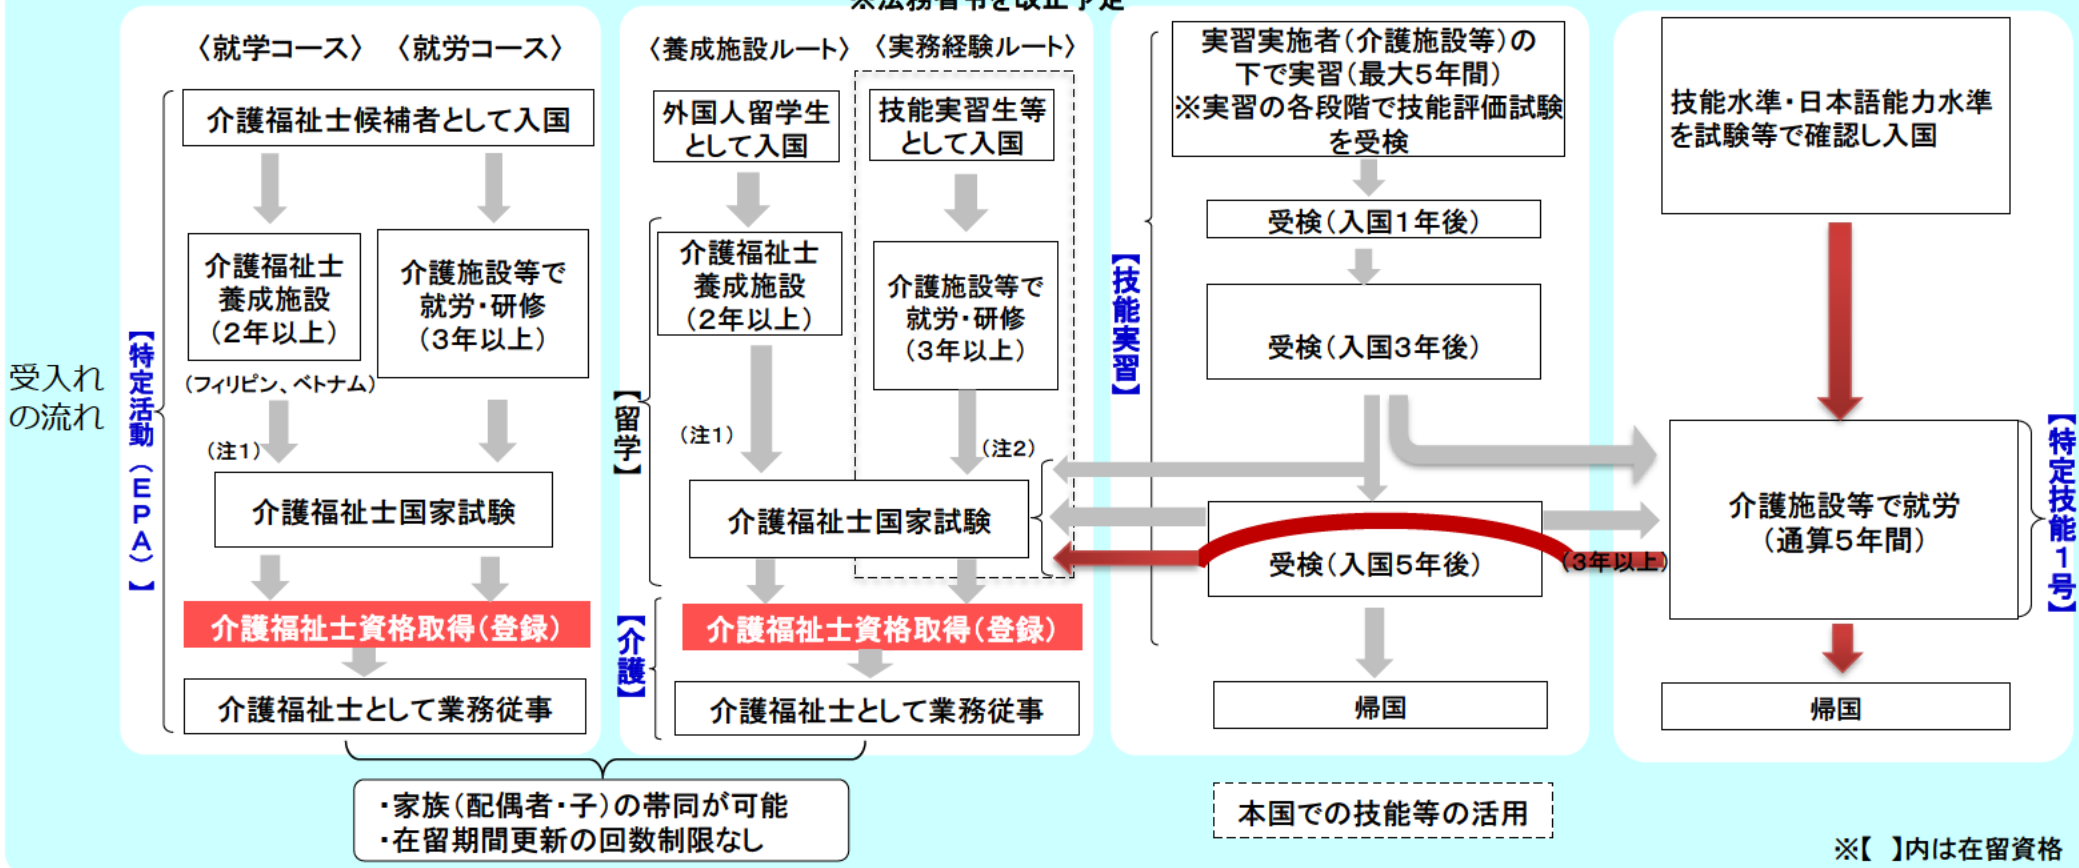 ※法務省令を改正予定
受入れ
の流れ
【特定活動（EPA）】
〈就学コース〉
〈就労コース〉
介護福祉士候補者として入国
介護福祉士
養成施設
（2年以上）
（フィリピン、ベトナム）
（注1）
介護施設等で
就労・研修
（3年以上）
介護福祉士国家試験
介護福祉士資格取得（登録）
介護福祉士として業務従事
〈養成施設ルート〉
〈実務経験ルート〉
外国人留学生
として入国
技能実習生等
として入国
【留学】
介護福祉士
養成施設
（2年以上）
（注1）
介護施設等で
就労・研修
（3年以上）
（注2）
介護福祉士国家試験
【介護】
介護福祉士資格取得（登録）
介護福祉士として業務従事
・家族（配偶者・子）の帯同が可能
・在留期間更新の回数制限なし
【技能実習】
実習実施者（介護施設等）の
下で実習（最大5年間）
※実習の各段階で技能評価試験
を受検
受検（入国1年後）
受検（入国3年後）
受検（入国5年後）
帰国
本国での技能等の活用
技能水準・日本語能力水準
を試験等で確認し入国
介護施設等で就労
（通算5年間）
（3年以上）
【特定技能1号】
帰国
※【　】内は在留資格